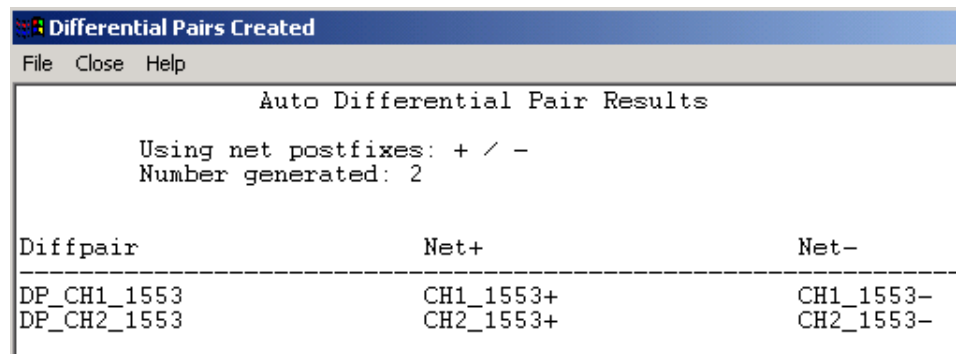 Differential Pairs Created
File Close Help
Auto Differential Pair Results
Using net postfixes: + / -
Number generated: 2
Diffpair Net+ Net-
DP_CH1_1553 CH1_1553+ CH1_1553-
DP_CH2_1553 CH2_1553+ CH2_1553-